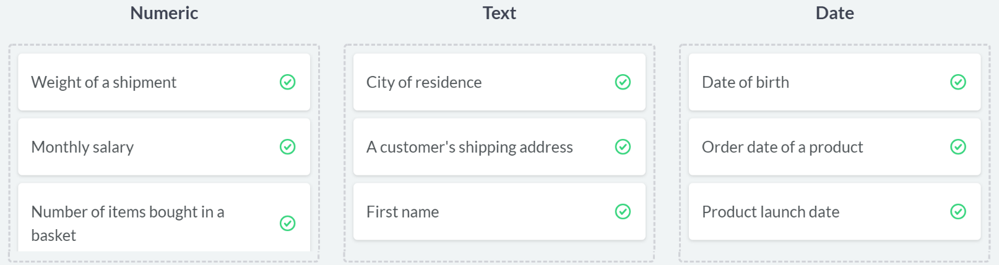 Numeric
Text
Date
Weight of a shipment
Monthly salary
Number of items bought in a
basket
City of residence
A customer's shipping address
First name
Date of birth
Order date of a product
Product launch date